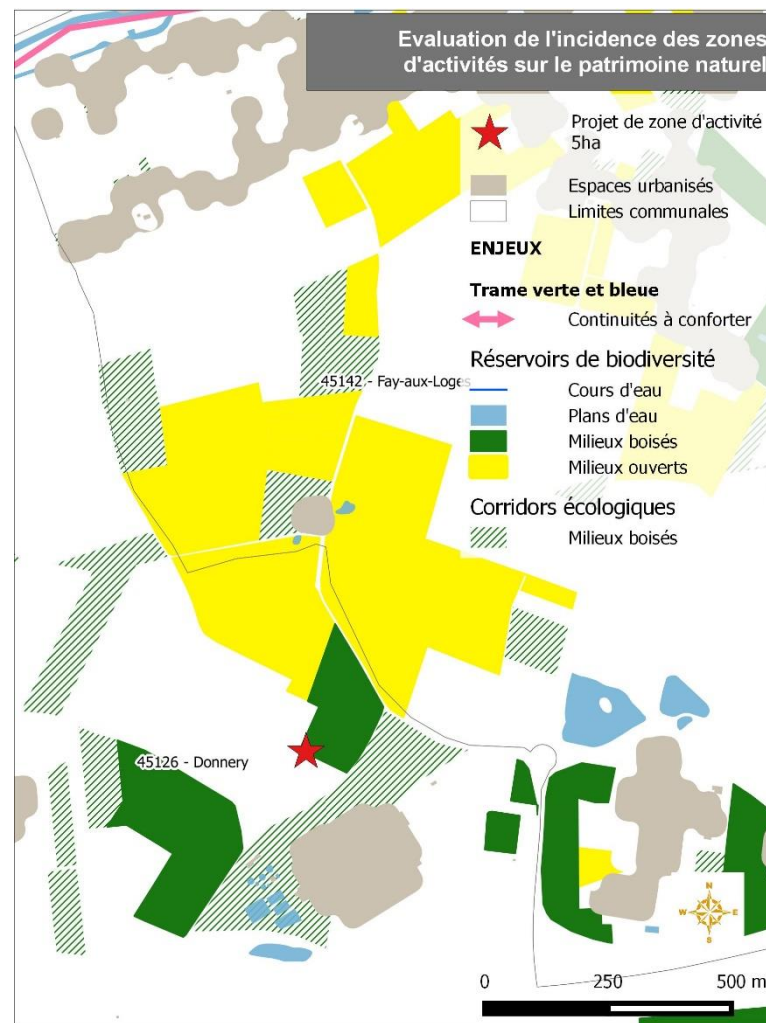 Evaluation de l'incidence des zones
d'activités sur le patrimoine naturel
Projet de zone d'activité
5ha
Espaces urbanisés
Limites communales
ENJEUX
Trame verte et bleue
Continuités à conforter
Réservoirs de biodiversité
Cours d'eau
Plans d'eau
Milieux boisés
Milieux ouverts
Corridors écologiques
Milieux boisés
45142 - Fay-aux-Loges
45126 - Donnery
N
W E
S
0 250 500 m